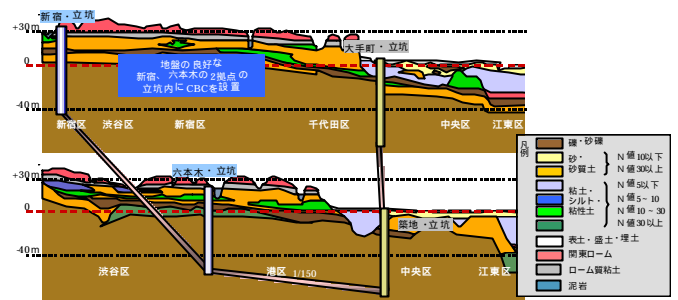 新宿・立坑
+30m
大手町・立坑
0
地盤の良好な
新宿、六本木の2拠点の
立坑内にCBCを設置
-40m
新宿区 渋谷区 新宿区 千代田区 中央区 江東区
六本木・立坑
+30m
0
築地・立坑
-40m
渋谷区 港区 1/150 中央区 江東区
凡例
礫・砂礫
砂・
砂質土
N値10以下
N値30以上
粘土・
シルト・
粘性土
N値5以下
N値5~10
N値10~30
N値30以上
表土・盛土・埋土
関東ローム
ローム質粘土
泥岩